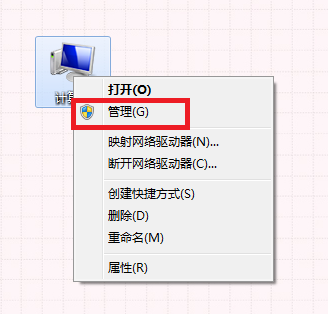 计算
打开(O)
管理(G)
映射网络驱动器(N)...
断开网络驱动器(C)...
创建快捷方式(S)
删除(D)
重命名(M)
属性(R)